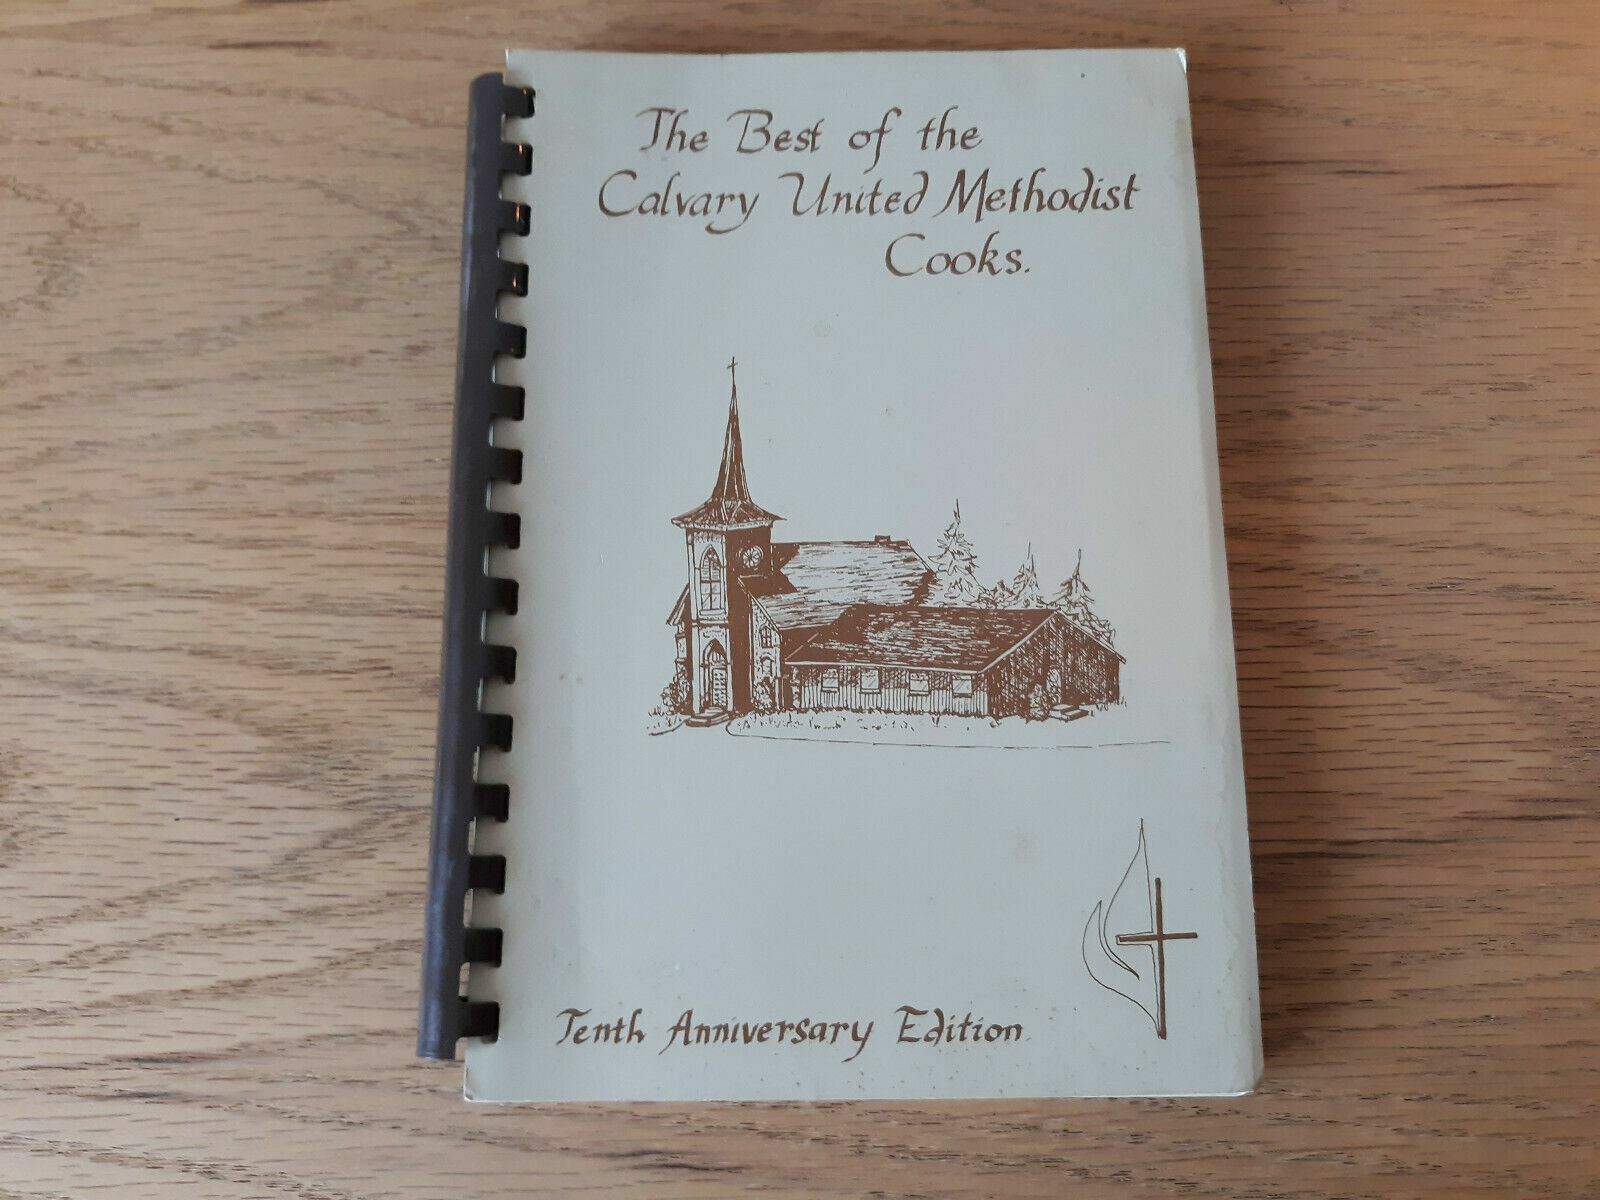 The Best of the
Calvary United Methodist
Cooks.
Tenth Anniversary Edition